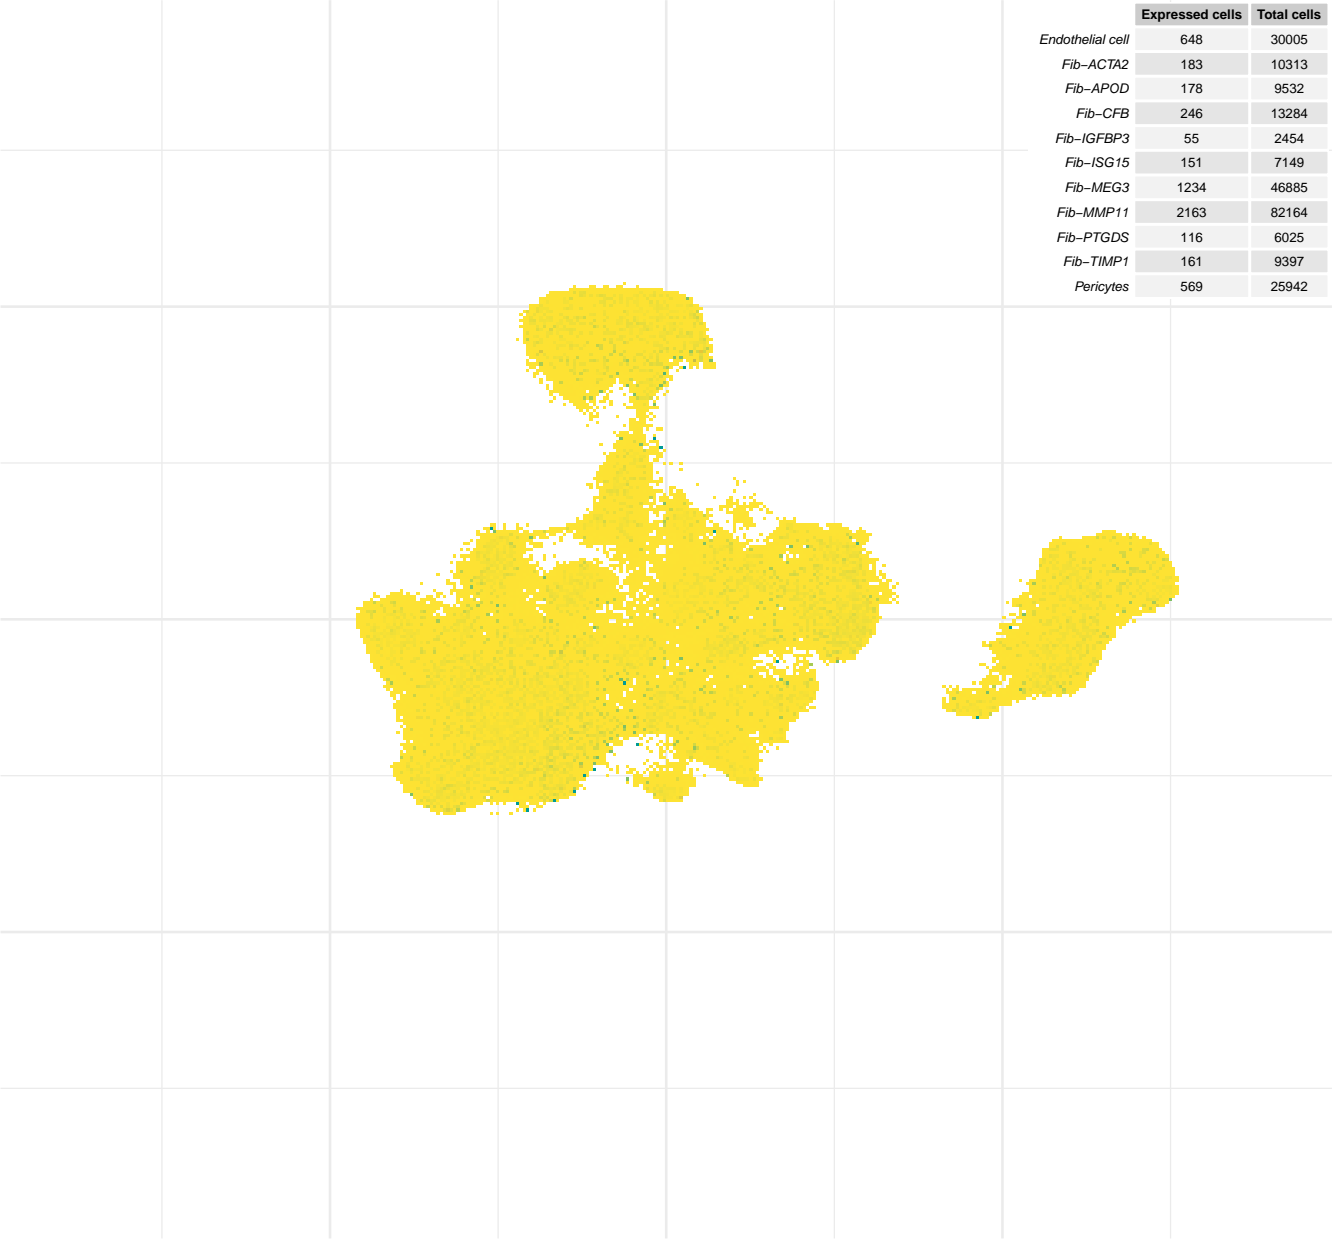 Expressed cells Total cells
Endothelial cell 648 30005
Fib−ACTA2 183 10313
Fib−APOD 178 9532
Fib−CFB 246 13284
Fib−IGFBP3 55 2454
Fib−ISG15 151 7149
Fib−MEG3 1234 46885
Fib−MMP11 2163 82164
Fib−PTGDS 116 6025
Fib−TIMP1 161 9397
Pericytes 569 25942